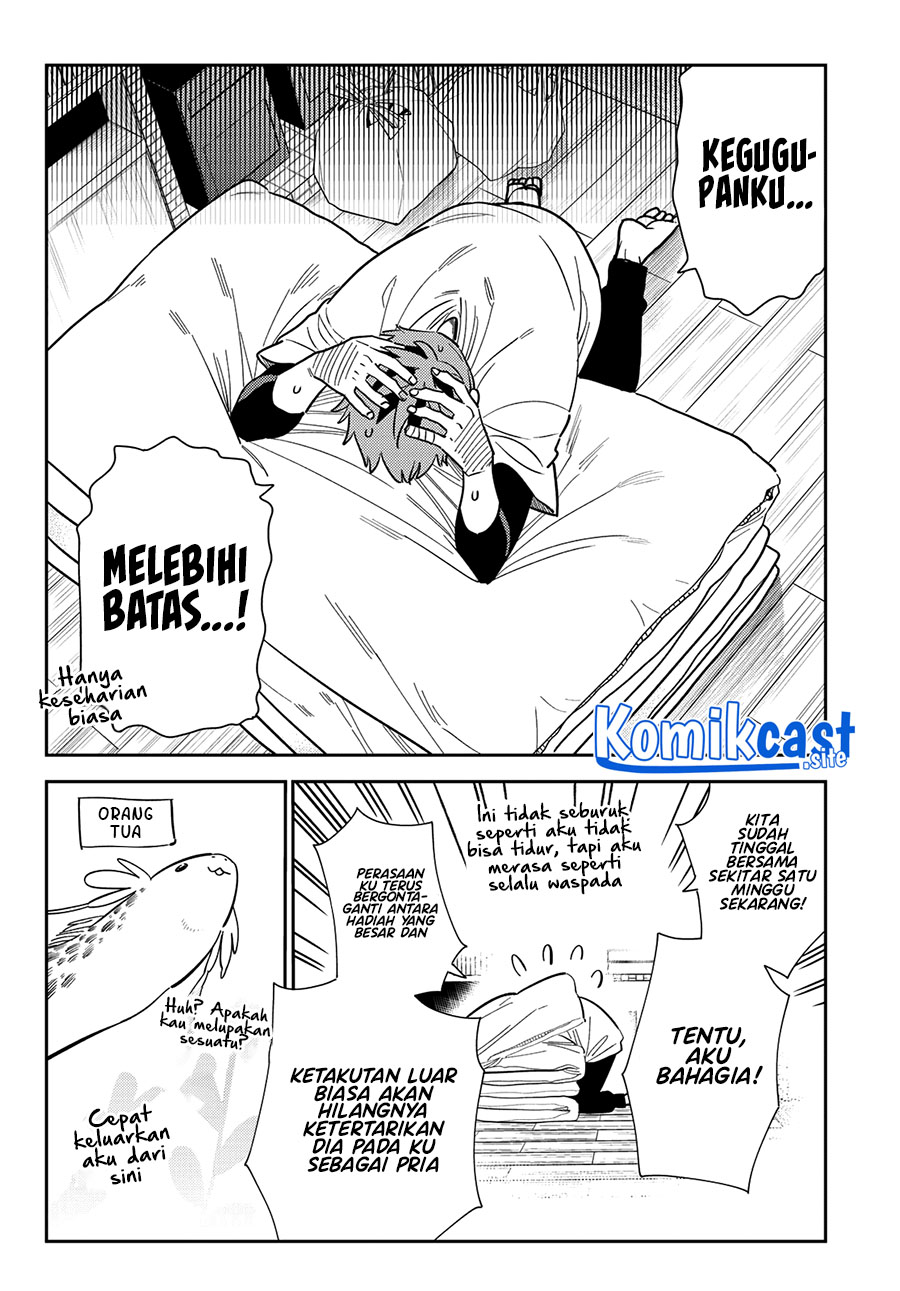 KEGUGU-
PANKU...
MELEBIHI
BATAS...!
Hanya
keseharian
biasa
Komikcast
.site
KITA
SUDAH
TINGGAL
BERSAMA
SEKITAR SATU
MINGGU
SEKARANG!
TENTU,
AKU
BAHAGIA!
Ini tidak seburuk
seperti aku tidak
bisa tidur, tapi aku
merasa seperti
selalu waspada
PERASAAN
KU TERUS
BERGONTA-
GANTI ANTARA
HADIAH YANG
BESAR DAN
KETAKUTAN LUAR
BIASA AKAN
HILANGNYA
KETERTARIKAN
DIA PADA KU
SEBAGAI PRIA
ORANG
TUA
Huh? Apakah
kau melupakan
sesuatu?
Cepat
keluarkan
aku dari
sini